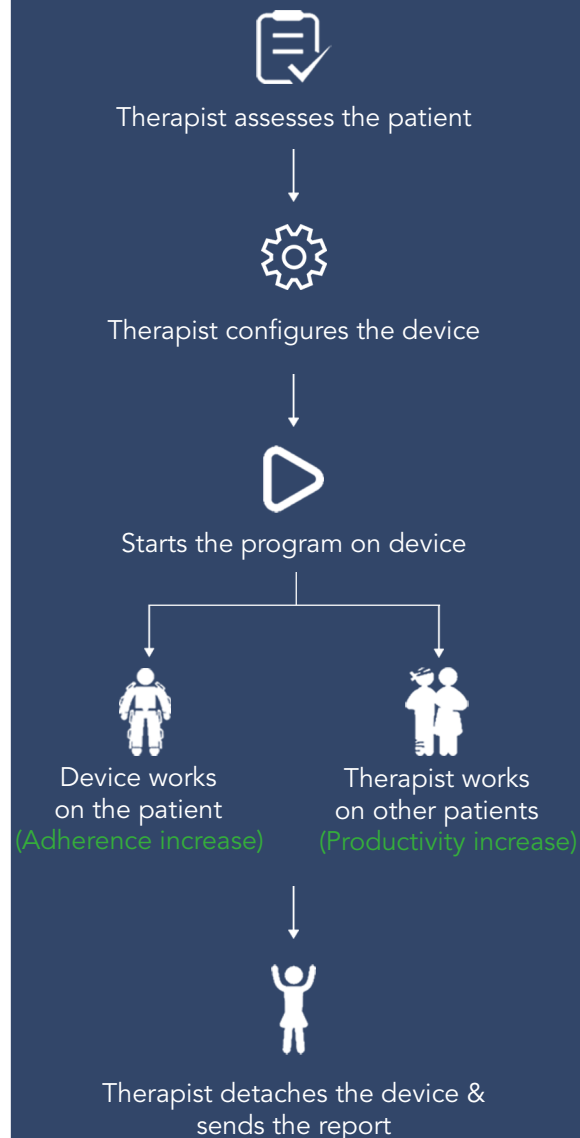 Therapist assesses the patient
Therapist configures the device
Starts the program on device
Device works
on the patient
(Adherence increase)
Therapist works
on other patients
(Productivity increase)
Therapist detaches the device &
sends the report